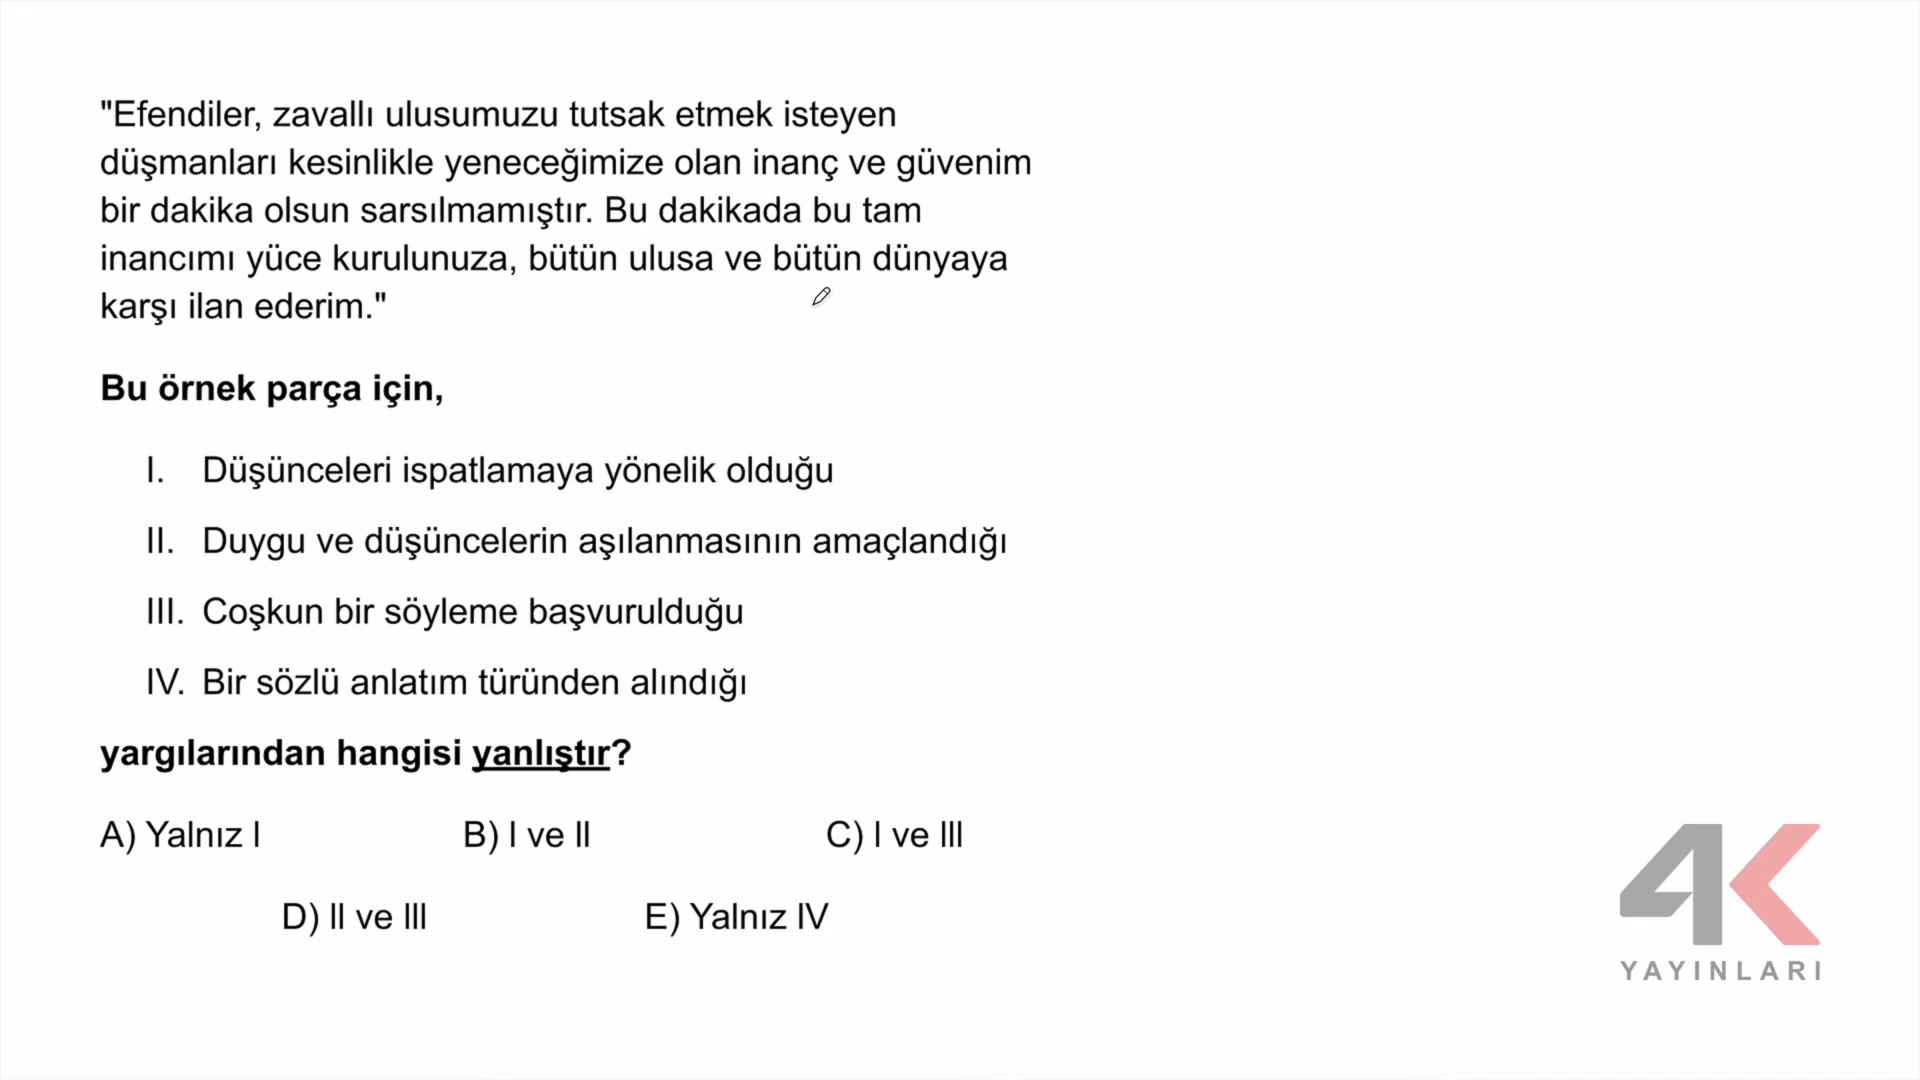 "Efendiler, zavallı ulusumuzu tutsak etmek isteyen
düşmanları kesinlikle yeneceğimize olan inanç ve güvenim
bir dakika olsun sarsılmamıştır. Bu dakikada bu tam
inancımı yüce kurulunuza, bütün ulusa ve bütün dünyaya
karşı ilan ederim."
Bu örnek parça için,
I. Düşünceleri ispatlamaya yönelik olduğu
II. Duygu ve düşüncelerin aşılanmasının amaçlandığı
III. Coşkun bir söyleme başvurulduğu
IV. Bir sözlü anlatım türünden alındığı
yargılarından hangisi yanlıştır?
A) Yalnız I B) I ve II C) I ve III
D) II ve III E) Yalnız IV
4K
YAYINLARI